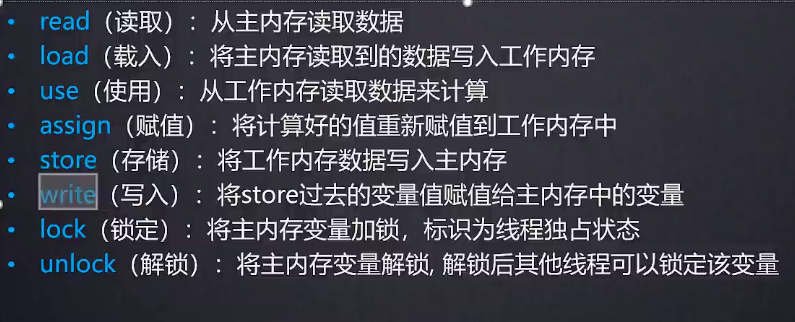 • read（读取）：从主内存读取数据
• load（载入）：将主内存读取到的数据写入工作内存
• use（使用）：从工作内存读取数据来计算
• assign（赋值）：将计算好的值重新赋值到工作内存中
• store（存储）：将工作内存数据写入主内存
• write（写入）：将store过去的变量值赋值给主内存中的变量
• lock（锁定）：将主内存变量加锁，标识为线程独占状态
• unlock（解锁）：将主内存变量解锁, 解锁后其他线程可以锁定该变量